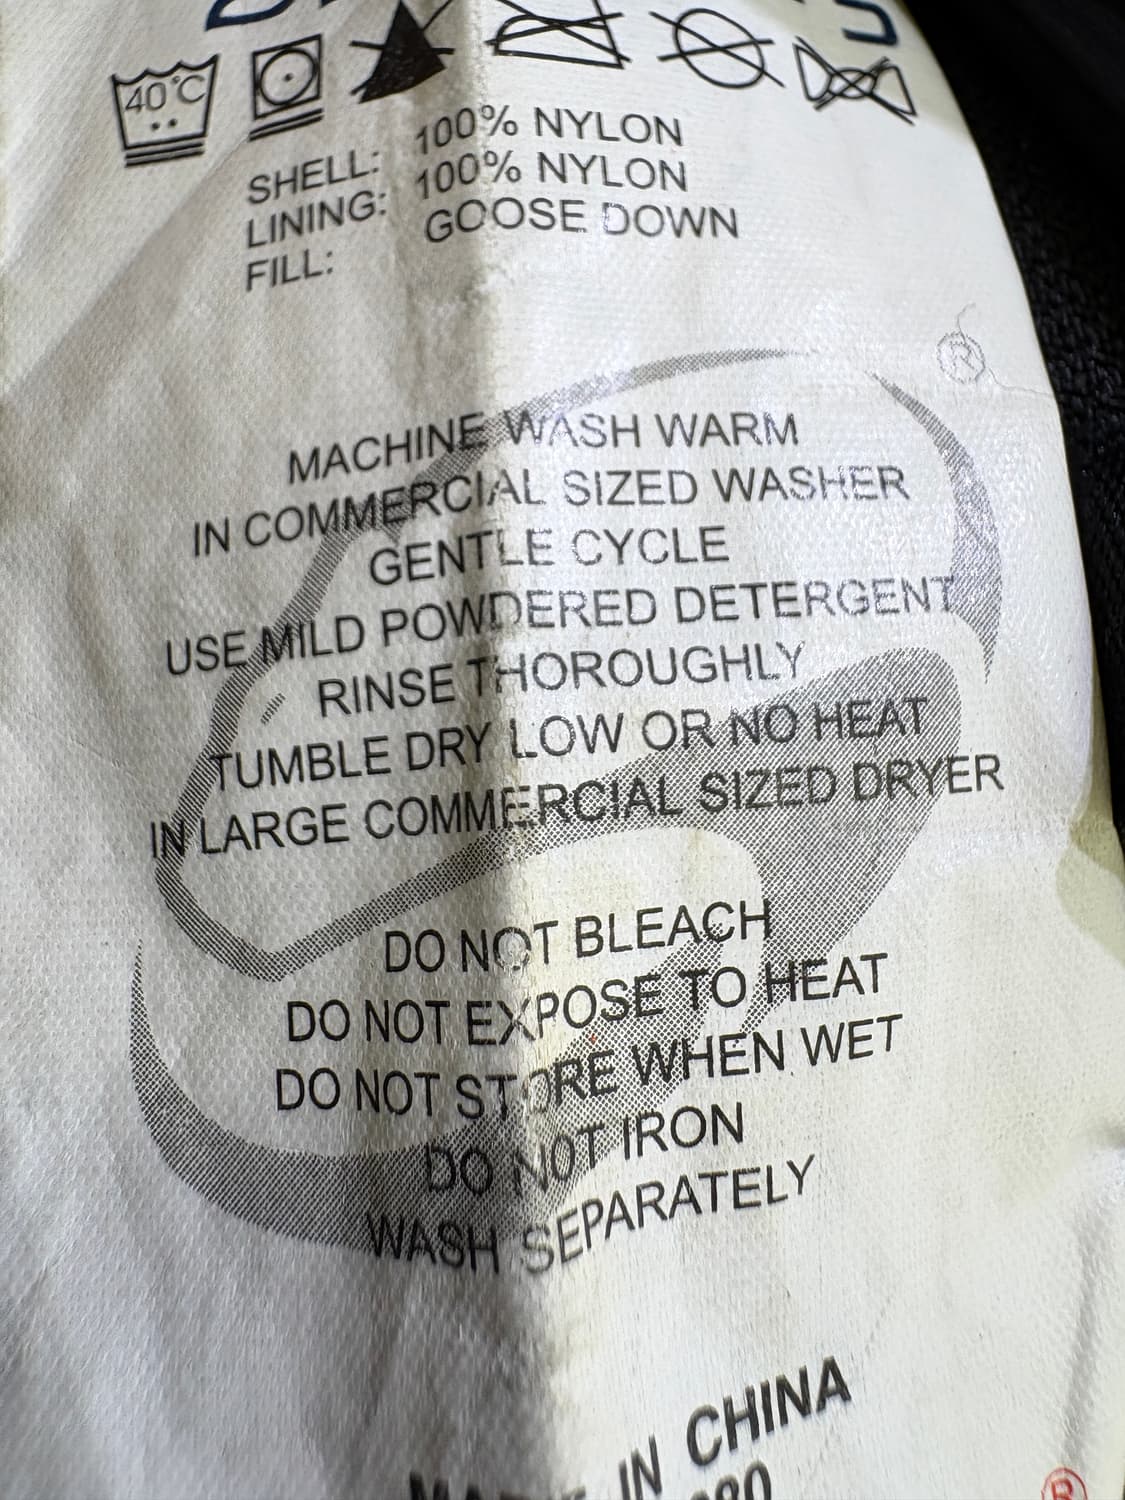 40°C
SHELL: 100% NYLON
LINING: 100% NYLON
FILL: GOOSE DOWN
®
MACHINE WASH WARM
IN COMMERCIAL SIZED WASHER
GENTLE CYCLE
USE MILD POWDERED DETERGENT
RINSE THOROUGHLY
TUMBLE DRY LOW OR NO HEAT
IN LARGE COMMERCIAL SIZED DRYER
DO NOT BLEACH
DO NOT EXPOSE TO HEAT
DO NOT STORE WHEN WET
DO NOT IRON
WASH SEPARATELY
MADE IN CHINA
®